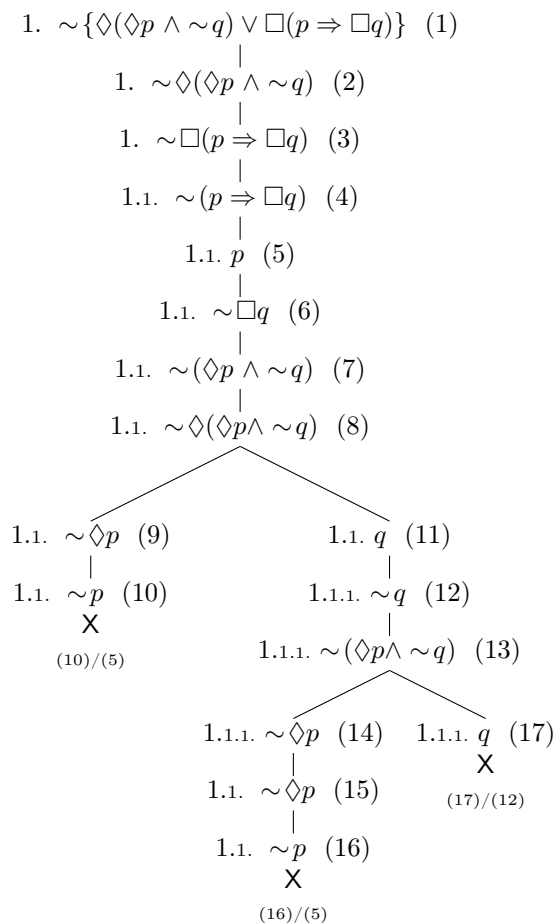 1. ∼{◊(◊p ∧ ∼q) ∨ □(p ⇒ □q)} (1)
1. ∼◊(◊p ∧ ∼q) (2)
1. ∼□(p ⇒ □q) (3)
1.1. ∼(p ⇒ □q) (4)
1.1. p (5)
1.1. ∼□q (6)
1.1. ∼(◊p ∧ ∼q) (7)
1.1. ∼◊(◊p∧ ∼q) (8)
1.1. ∼◊p (9)
1.1. q (11)
1.1. ∼p (10)
1.1.1. ∼q (12)
X
(10)/(5)
1.1.1. ∼(◊p∧ ∼q) (13)
1.1.1. ∼◊p (14)
1.1.1. q (17)
X
(17)/(12)
1.1. ∼◊p (15)
1.1. ∼p (16)
X
(16)/(5)